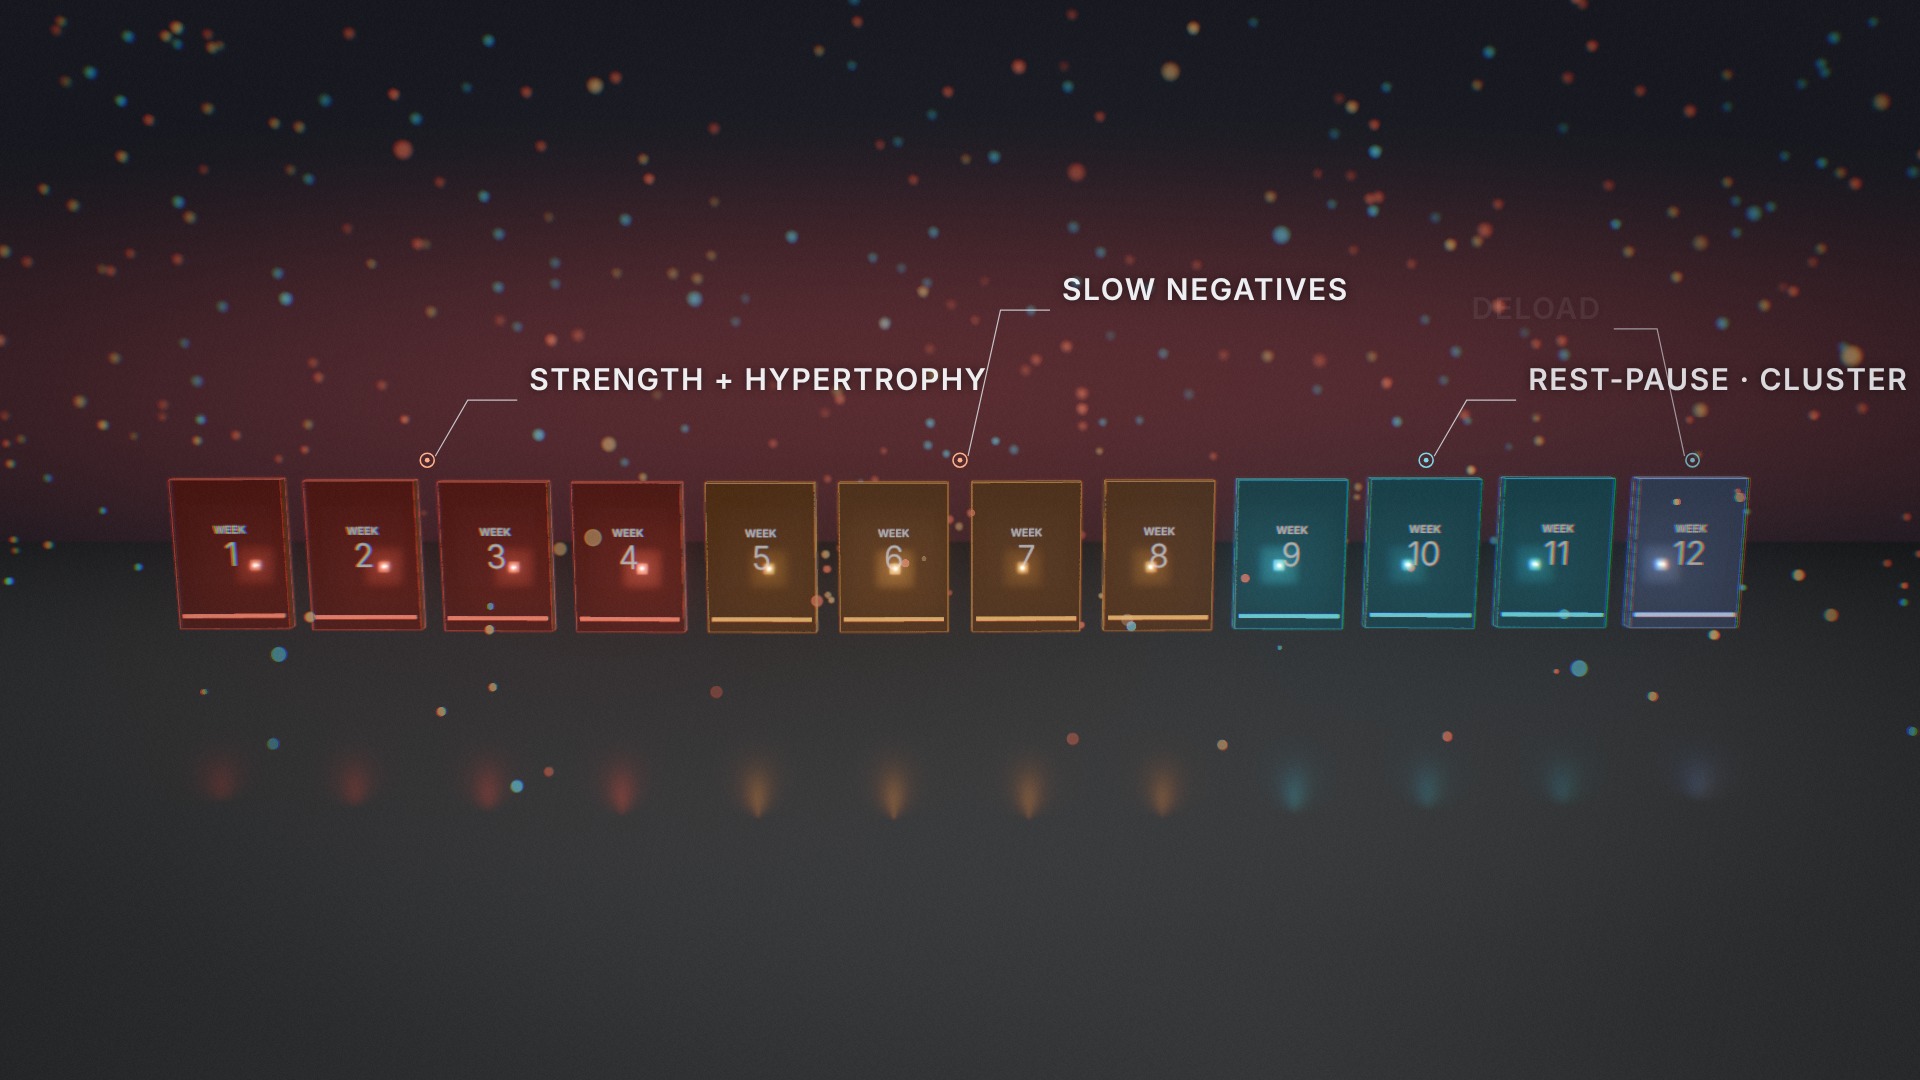 SLOW NEGATIVES
DELOAD
STRENGTH + HYPERTROPHY
REST-PAUSE · CLUSTER
WEEK
1
WEEK
2
WEEK
3
WEEK
4
WEEK
5
WEEK
6
WEEK
7
WEEK
8
WEEK
9
WEEK
10
WEEK
11
WEEK
12